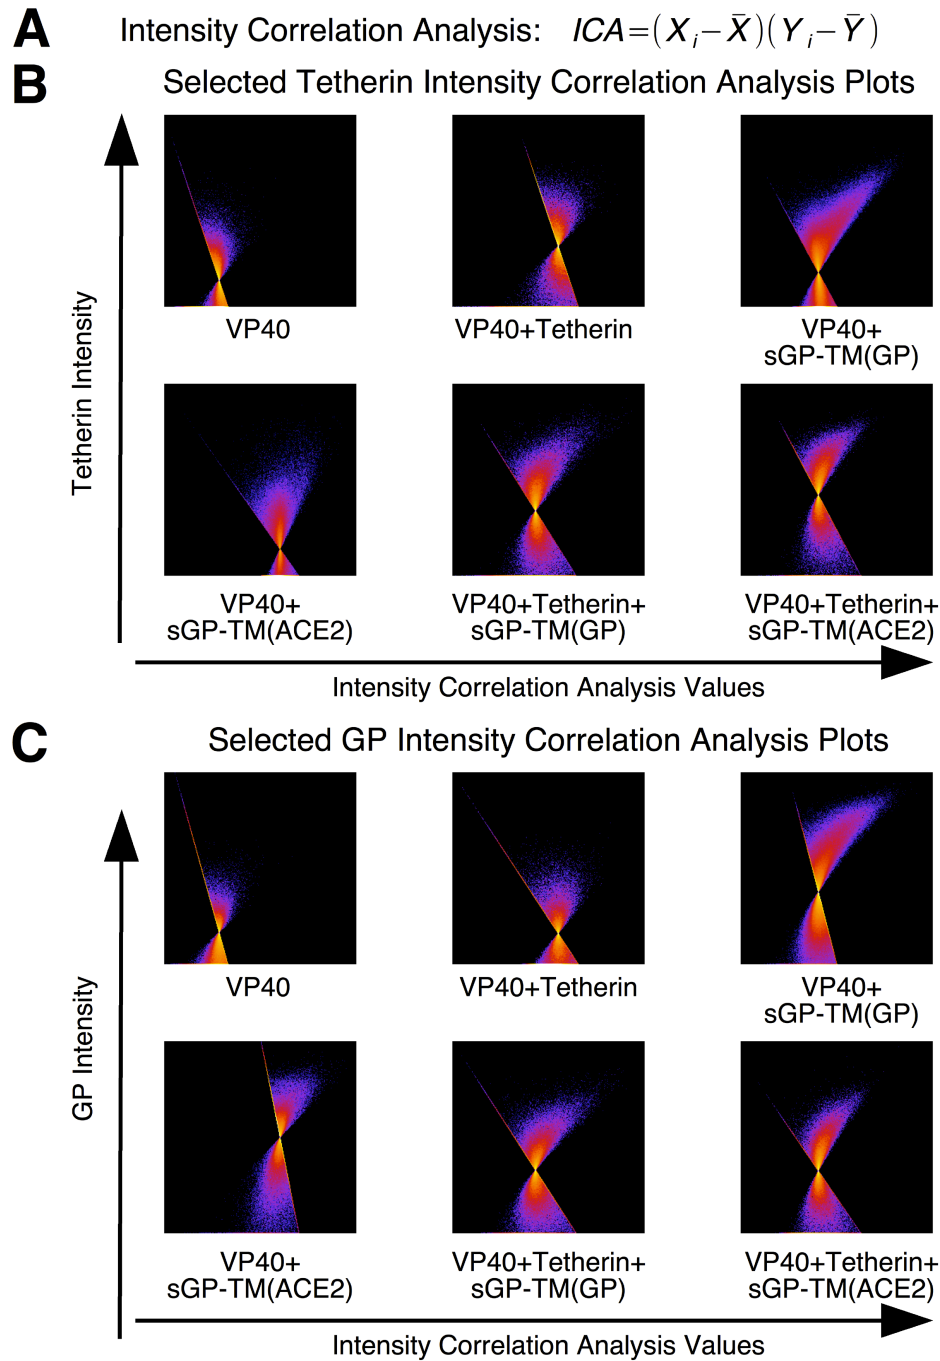 A
Intensity Correlation Analysis: ICA=(Xᵢ−X̄)(Yᵢ−Ȳ)
B
Selected Tetherin Intensity Correlation Analysis Plots
Tetherin Intensity
VP40
VP40+Tetherin
VP40+
sGP-TM(GP)
VP40+
sGP-TM(ACE2)
VP40+Tetherin+
sGP-TM(GP)
VP40+Tetherin+
sGP-TM(ACE2)
Intensity Correlation Analysis Values
C
Selected GP Intensity Correlation Analysis Plots
GP Intensity
VP40
VP40+Tetherin
VP40+
sGP-TM(GP)
VP40+
sGP-TM(ACE2)
VP40+Tetherin+
sGP-TM(GP)
VP40+Tetherin+
sGP-TM(ACE2)
Intensity Correlation Analysis Values